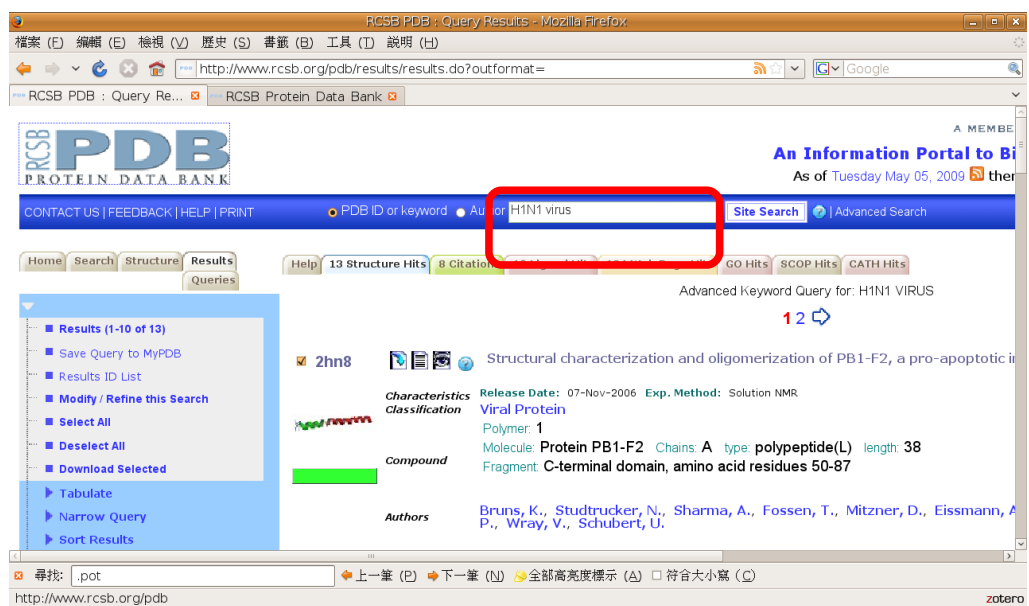 RCSB PDB : Query Results - Mozilla Firefox
檔案 (F) 編輯 (E) 檢視 (V) 歷史 (S) 書籤 (B) 工具 (T) 說明 (H)
http://www.rcsb.org/pdb/results/results.do?outformat=
Google
RCSB PDB : Query Re...
RCSB Protein Data Bank
RCSB
PDB
PROTEIN DATA BANK
A MEMBE
An Information Portal to Bi
As of Tuesday May 05, 2009 ther
CONTACT US | FEEDBACK | HELP | PRINT
PDB ID or keyword Author H1N1 virus Site Search ? | Advanced Search
Home Search Structure Results
Queries
Help 13 Structure Hits 8 Citation GO Hits SCOP Hits CATH Hits
Advanced Keyword Query for: H1N1 VIRUS
1 2
Results (1-10 of 13)
Save Query to MyPDB
Results ID List
Modify / Refine this Search
Select All
Deselect All
Download Selected
Tabulate
Narrow Query
Sort Results
2hn8 ? Structural characterization and oligomerization of PB1-F2, a pro-apoptotic i
Characteristics Release Date: 07-Nov-2006 Exp. Method: Solution NMR
Classification Viral Protein
Polymer: 1
Compound Molecule: Protein PB1-F2 Chains: A type: polypeptide(L) length: 38
Fragment: C-terminal domain, amino acid residues 50-87
Authors Bruns, K., Studtrucker, N., Sharma, A., Fossen, T., Mitzner, D., Eissmann, A
P., Wray, V., Schubert, U.
尋找: .pot 上一筆 (P) 下一筆 (N) 全部高亮度標示 (A) 符合大小寫 (C)
http://www.rcsb.org/pdb
zotero